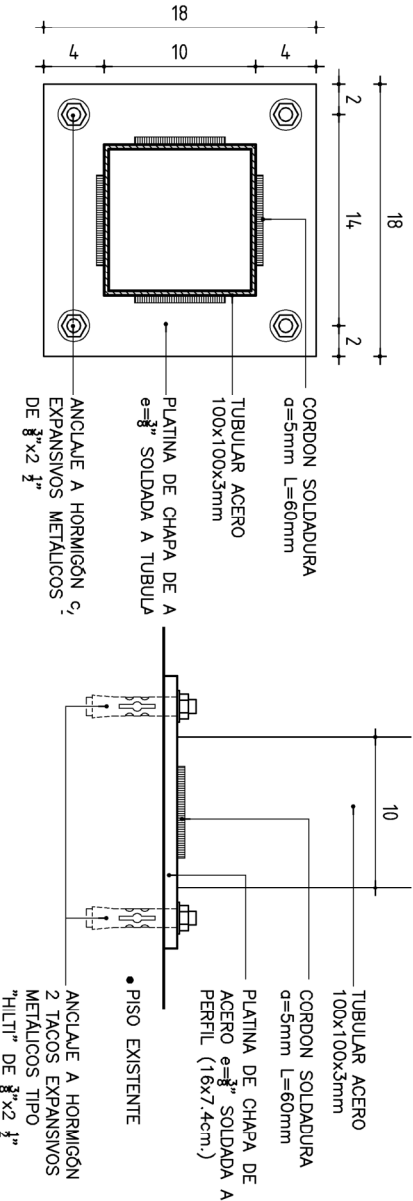 18
4 10 4
18
2 14 2
CORDON SOLDADURA
a=5mm L=60mm
TUBULAR ACERO
100x100x3mm
PLATINA DE CHAPA DE A
e=3/8" SOLDADA A TUBULA
ANCLAJE A HORMIGÓN c,
EXPANSIVOS METÁLICOS
DE 3/8"x2 1/2"
10
TUBULAR ACERO
100x100x3mm
CORDON SOLDADURA
a=5mm L=60mm
PLATINA DE CHAPA DE
ACERO e=3/8" SOLDADA A
PERFIL (16x7.4cm.)
• PISO EXISTENTE
ANCLAJE A HORMIGÓN
2 TACOS EXPANSIVOS
METÁLICOS TIPO
"HILTI" DE 3/8"x2 1/2"